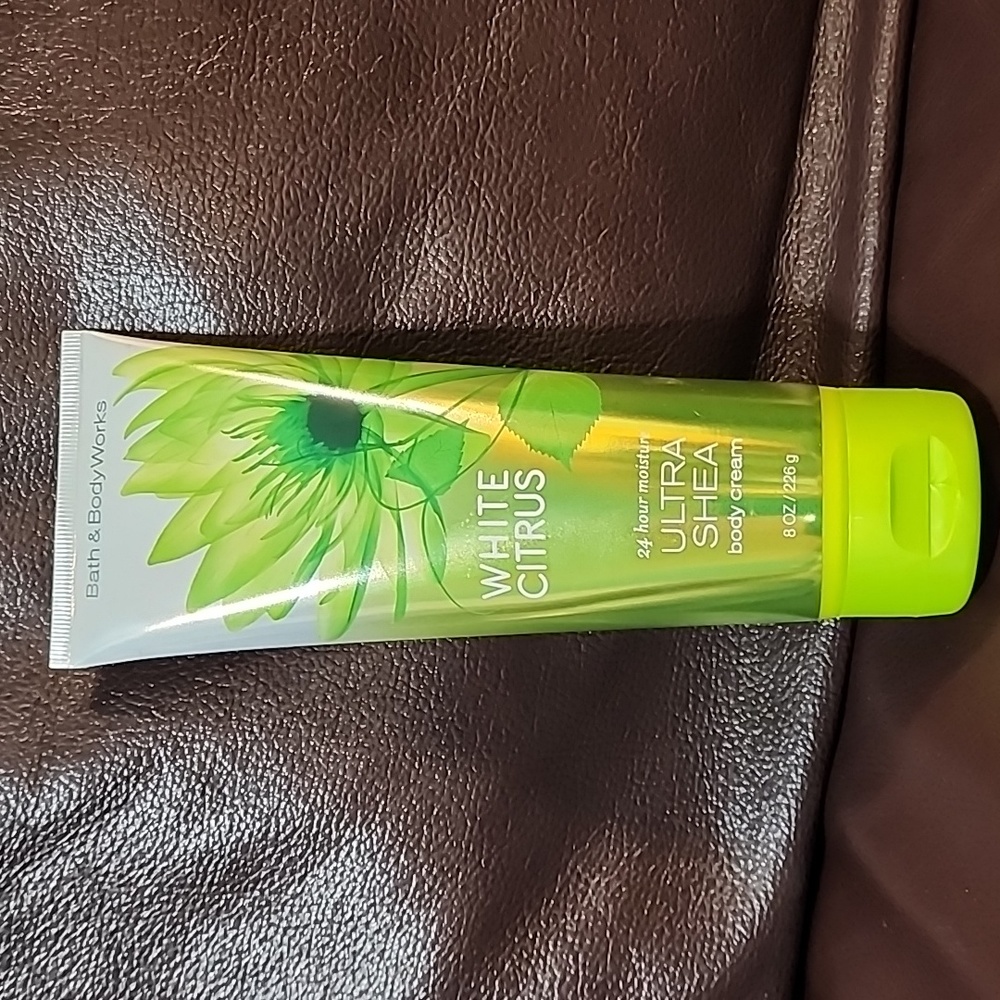 Bath & BodyWorks
WHITE
CITRUS
24 hour moisture
ULTRA
SHEA
body cream
8 OZ / 226 g